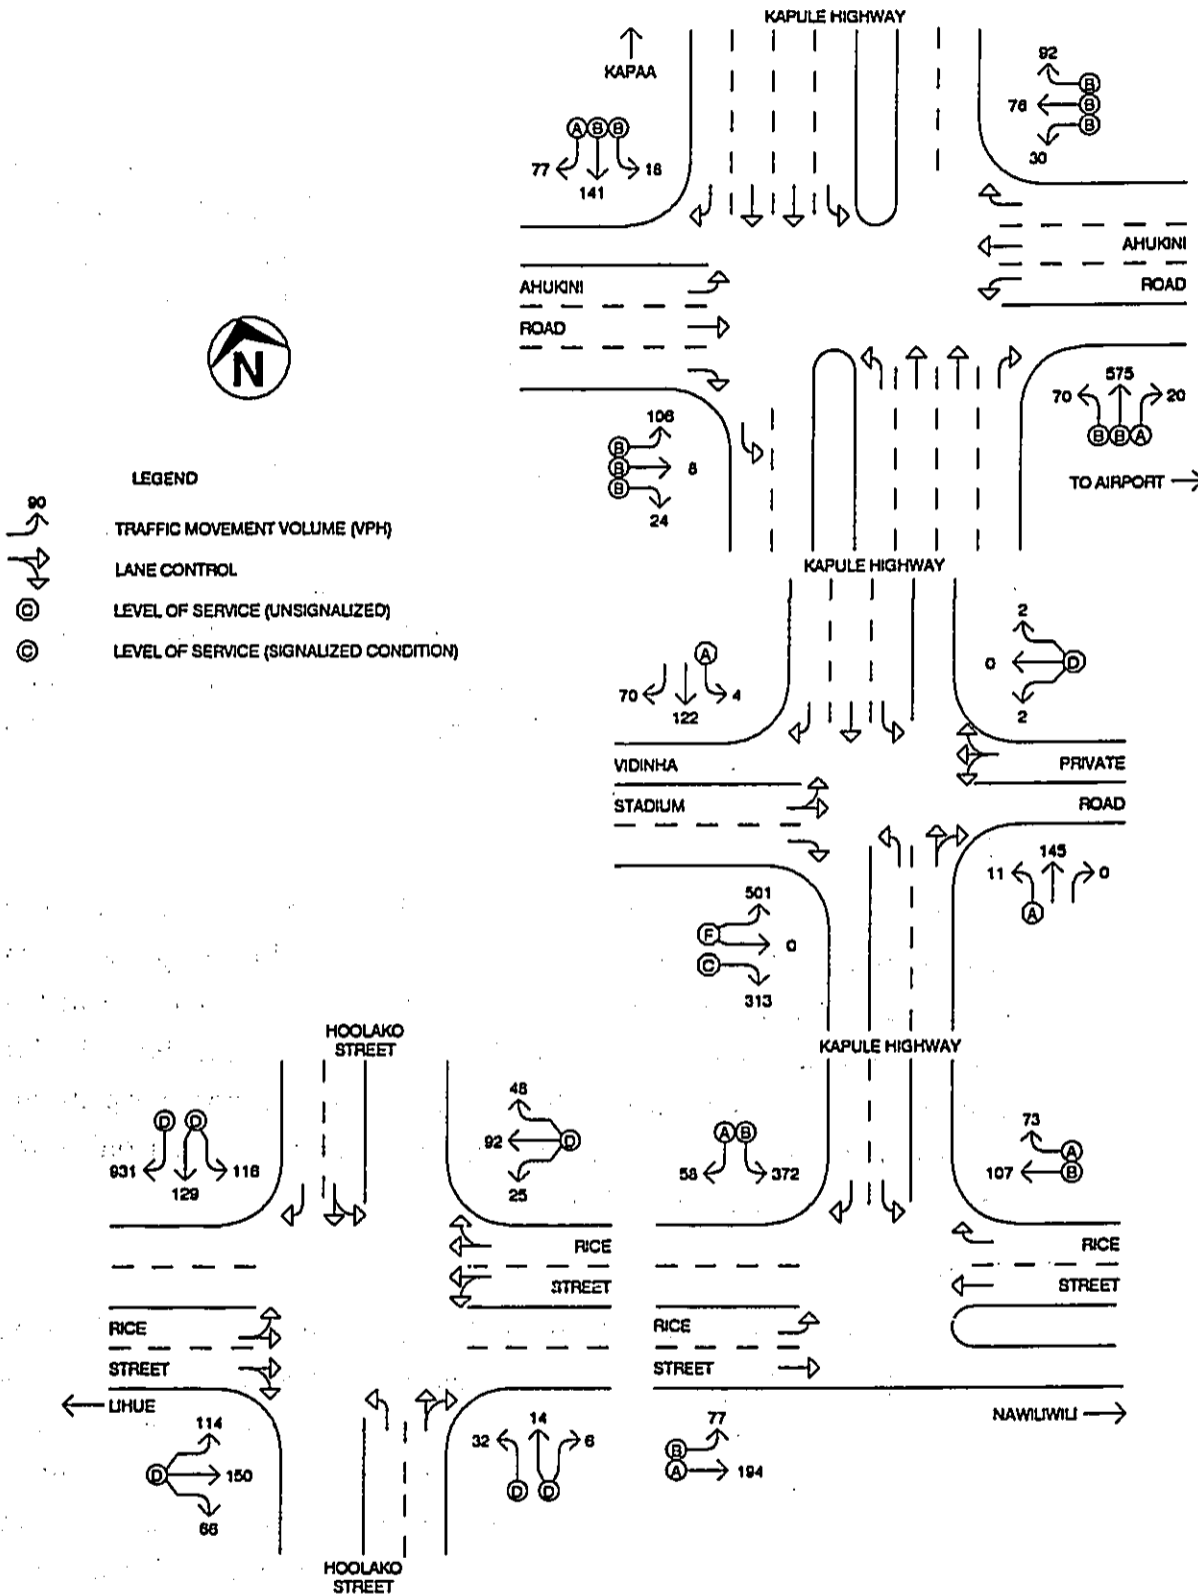 KAPULE HIGHWAY
KAPAA
92
76
30
A B B
B
B
B
77
141
18
AHUKINI
ROAD
AHUKINI
ROAD
N
106
8
24
B
B
B
575
70
20
B B A
TO AIRPORT
LEGEND
90
TRAFFIC MOVEMENT VOLUME (VPH)
LANE CONTROL
C
LEVEL OF SERVICE (UNSIGNALIZED)
C
LEVEL OF SERVICE (SIGNALIZED CONDITION)
KAPULE HIGHWAY
A
70
122
4
2
0
D
2
VIDINHA
STADIUM
PRIVATE
ROAD
145
11
0
A
501
F
0
C
313
HOOLAKO
STREET
KAPULE HIGHWAY
D D
931
129
116
48
92
D
25
A B
58
372
73
A
107
B
RICE
STREET
RICE
STREET
RICE
STREET
RICE
STREET
LIHUE
NAWILIWILI
114
D
150
68
14
32
6
D D
77
B
A
194
HOOLAKO
STREET